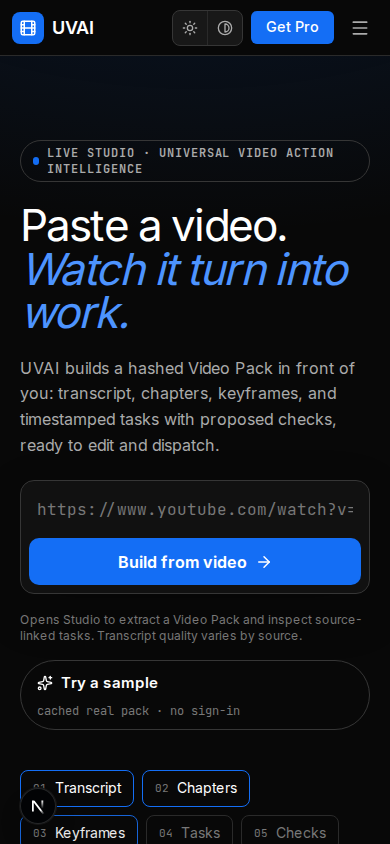 UVAI
Get Pro
LIVE STUDIO · UNIVERSAL VIDEO ACTION
INTELLIGENCE
Paste a video.
Watch it turn into
work.
UVAI builds a hashed Video Pack in front of
you: transcript, chapters, keyframes, and
timestamped tasks with proposed checks,
ready to edit and dispatch.
https://www.youtube.com/watch?v=
Build from video →
Opens Studio to extract a Video Pack and inspect source-
linked tasks. Transcript quality varies by source.
Try a sample
cached real pack · no sign-in
Transcript
02 Chapters
N
03 Keyframes
04 Tasks
05 Checks